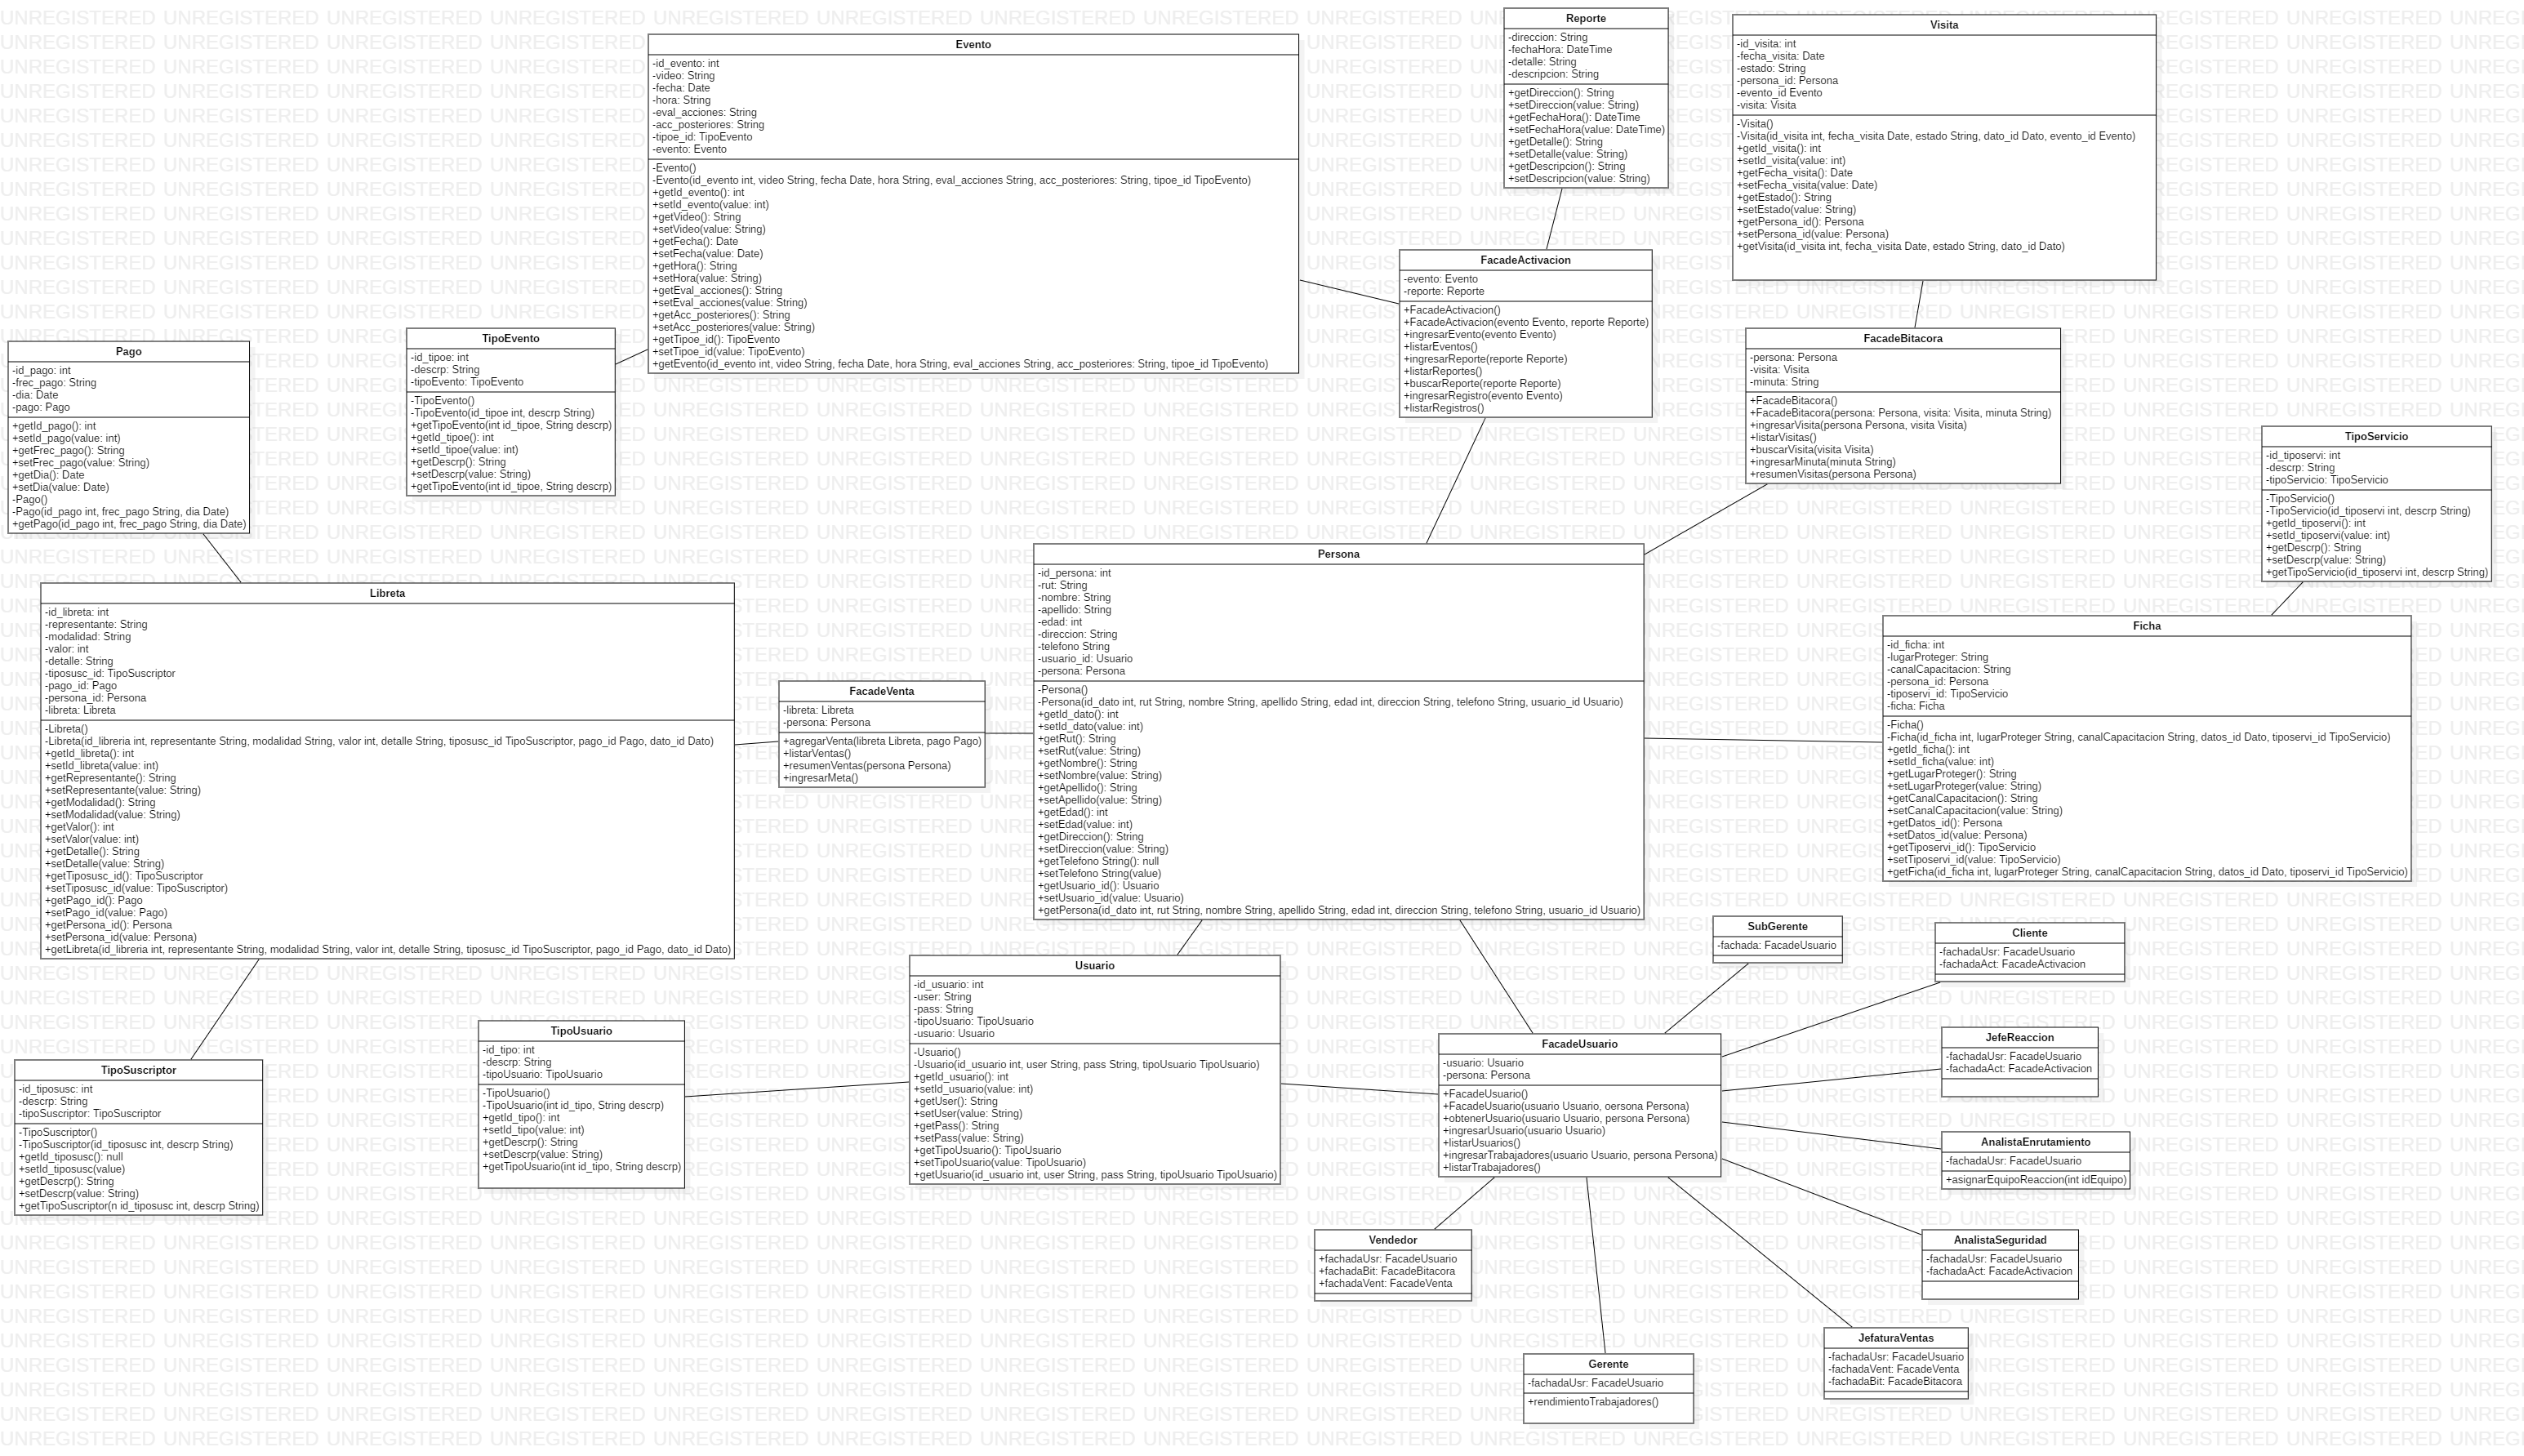 Evento
-id_evento: int
-video: String
-fecha: Date
-hora: String
-eval_acciones: String
-acc_posteriores: String
-tipoe_id: TipoEvento
-evento: Evento
-Evento()
-Evento(id_evento int, video String, fecha Date, hora String, eval_acciones String, acc_posteriores: String, tipoe_id TipoEvento)
+getId_evento(): int
+setId_evento(value: int)
+getVideo(): String
+setVideo(value: String)
+getFecha(): Date
+setFecha(value: Date)
+getHora(): String
+setHora(value: String)
+getEval_acciones(): String
+setEval_acciones(value: String)
+getAcc_posteriores(): String
+setAcc_posteriores(value: String)
+getTipoe_id(): TipoEvento
+setTipoe_id(value: TipoEvento)
+getEvento(id_evento int, video String, fecha Date, hora String, eval_acciones String, acc_posteriores: String, tipoe_id TipoEvento)
Reporte
-direccion: String
-fechaHora: DateTime
-detalle: String
-descripcion: String
+getDireccion(): String
+setDireccion(value: String)
+getFechaHora(): DateTime
+setFechaHora(value: DateTime)
+getDetalle(): String
+setDetalle(value: String)
+getDescripcion(): String
+setDescripcion(value: String)
Visita
-id_visita: int
-fecha_visita: Date
-estado: String
-persona_id: Persona
-evento_id Evento
-visita: Visita
-Visita()
-Visita(id_visita int, fecha_visita Date, estado String, dato_id Dato, evento_id Evento)
+getId_visita(): int
+setId_visita(value: int)
+getFecha_visita(): Date
+setFecha_visita(value: Date)
+getEstado(): String
+setEstado(value: String)
+getPersona_id(): Persona
+setPersona_id(value: Persona)
+getVisita(id_visita int, fecha_visita Date, estado String, dato_id Dato)
FacadeActivacion
-evento: Evento
-reporte: Reporte
+FacadeActivacion()
+FacadeActivacion(evento Evento, reporte Reporte)
+ingresarEvento(evento Evento)
+listarEventos()
+ingresarReporte(reporte Reporte)
+listarReportes()
+buscarReporte(reporte Reporte)
+ingresarRegistro(evento Evento)
+listarRegistros()
FacadeBitacora
-persona: Persona
-visita: Visita
-minuta: String
+FacadeBitacora()
+FacadeBitacora(persona: Persona, visita: Visita, minuta String)
+ingresarVisita(persona Persona, visita Visita)
+listarVisitas()
+buscarVisita(visita Visita)
+ingresarMinuta(minuta String)
+resumenVisitas(persona Persona)
Pago
-id_pago: int
-frec_pago: String
-dia: Date
-pago: Pago
+getId_pago(): int
+setId_pago(value: int)
+getFrec_pago(): String
+setFrec_pago(value: String)
+getDia(): Date
+setDia(value: Date)
-Pago()
-Pago(id_pago int, frec_pago String, dia Date)
+getPago(id_pago int, frec_pago String, dia Date)
TipoEvento
-id_tipoe: int
-descrp: String
-tipoEvento: TipoEvento
-TipoEvento()
-TipoEvento(id_tipoe int, descrp String)
+getTipoEvento(int id_tipoe, String descrp)
+getId_tipoe(): int
+setId_tipoe(value: int)
+getDescrp(): String
+setDescrp(value: String)
+getTipoEvento(int id_tipoe, String descrp)
TipoServicio
-id_tiposervi: int
-descrp: String
-tipoServicio: TipoServicio
-TipoServicio()
-TipoServicio(id_tiposervi int, descrp String)
+getId_tiposervi(): int
+setId_tiposervi(value: int)
+getDescrp(): String
+setDescrp(value: String)
+getTipoServicio(id_tiposervi int, descrp String)
Libreta
-id_libreta: int
-representante: String
-modalidad: String
-valor: int
-detalle: String
-tiposusc_id: TipoSuscriptor
-pago_id: Pago
-persona_id: Persona
-libreta: Libreta
-Libreta()
-Libreta(id_libreria int, representante String, modalidad String, valor int, detalle String, tiposusc_id TipoSuscriptor, pago_id Pago, dato_id Dato)
+getId_libreta(): int
+setId_libreta(value: int)
+getRepresentante(): String
+setRepresentante(value: String)
+getModalidad(): String
+setModalidad(value: String)
+getValor(): int
+setValor(value: int)
+getDetalle(): String
+setDetalle(value: String)
+getTiposusc_id(): TipoSuscriptor
+setTiposusc_id(value: TipoSuscriptor)
+getPago_id(): Pago
+setPago_id(value: Pago)
+getPersona_id(): Persona
+setPersona_id(value: Persona)
+getLibreta(id_libreria int, representante String, modalidad String, valor int, detalle String, tiposusc_id TipoSuscriptor, pago_id Pago, dato_id Dato)
FacadeVenta
-libreta: Libreta
-persona: Persona
+agregarVenta(libreta Libreta, pago Pago)
+listarVentas()
+resumenVentas(persona Persona)
+ingresarMeta()
Persona
-id_persona: int
-rut: String
-nombre: String
-apellido: String
-edad: int
-direccion: String
-telefono String
-usuario_id: Usuario
-persona: Persona
-Persona()
-Persona(id_dato int, rut String, nombre String, apellido String, edad int, direccion String, telefono String, usuario_id Usuario)
+getId_dato(): int
+setId_dato(value: int)
+getRut(): String
+setRut(value: String)
+getNombre(): String
+setNombre(value: String)
+getApellido(): String
+setApellido(value: String)
+getEdad(): int
+setEdad(value: int)
+getDireccion(): String
+setDireccion(value: String)
+getTelefono String(): null
+setTelefono String(value)
+getUsuario_id(): Usuario
+setUsuario_id(value: Usuario)
+getPersona(id_dato int, rut String, nombre String, apellido String, edad int, direccion String, telefono String, usuario_id Usuario)
Ficha
-id_ficha: int
-lugarProteger: String
-canalCapacitacion: String
-persona_id: Persona
-tiposervi_id: TipoServicio
-ficha: Ficha
-Ficha()
-Ficha(id_ficha int, lugarProteger String, canalCapacitacion String, datos_id Dato, tiposervi_id TipoServicio)
+getId_ficha(): int
+setId_ficha(value: int)
+getLugarProteger(): String
+setLugarProteger(value: String)
+getCanalCapacitacion(): String
+setCanalCapacitacion(value: String)
+getDatos_id(): Persona
+setDatos_id(value: Persona)
+getTiposervi_id(): TipoServicio
+setTiposervi_id(value: TipoServicio)
+getFicha(id_ficha int, lugarProteger String, canalCapacitacion String, datos_id Dato, tiposervi_id TipoServicio)
SubGerente
-fachada: FacadeUsuario
Cliente
-fachadaUsr: FacadeUsuario
-fachadaAct: FacadeActivacion
Usuario
-id_usuario: int
-user: String
-pass: String
-tipoUsuario: TipoUsuario
-usuario: Usuario
-Usuario()
-Usuario(id_usuario int, user String, pass String, tipoUsuario TipoUsuario)
+getId_usuario(): int
+setId_usuario(value: int)
+getUser(): String
+setUser(value: String)
+getPass(): String
+setPass(value: String)
+getTipoUsuario(): TipoUsuario
+setTipoUsuario(value: TipoUsuario)
+getUsuario(id_usuario int, user String, pass String, tipoUsuario TipoUsuario)
TipoUsuario
-id_tipo: int
-descrp: String
-tipoUsuario: TipoUsuario
-TipoUsuario()
-TipoUsuario(int id_tipo, String descrp)
+getId_tipo(): int
+setId_tipo(value: int)
+getDescrp(): String
+setDescrp(value: String)
+getTipoUsuario(int id_tipo, String descrp)
TipoSuscriptor
-id_tiposusc: int
-descrp: String
-tipoSuscriptor: TipoSuscriptor
-TipoSuscriptor()
-TipoSuscriptor(id_tiposusc int, descrp String)
+getId_tiposusc(): null
+setId_tiposusc(value)
+getDescrp(): String
+setDescrp(value: String)
+getTipoSuscriptor(n id_tiposusc int, descrp String)
FacadeUsuario
-usuario: Usuario
-persona: Persona
+FacadeUsuario()
+FacadeUsuario(usuario Usuario, oersona Persona)
+obtenerUsuario(usuario Usuario, persona Persona)
+ingresarUsuario(usuario Usuario)
+listarUsuarios()
+ingresarTrabajadores(usuario Usuario, persona Persona)
+listarTrabajadores()
JefeReaccion
-fachadaUsr: FacadeUsuario
-fachadaAct: FacadeActivacion
AnalistaEnrutamiento
-fachadaUsr: FacadeUsuario
+asignarEquipoReaccion(int idEquipo)
AnalistaSeguridad
-fachadaUsr: FacadeUsuario
-fachadaAct: FacadeActivacion
Vendedor
+fachadaUsr: FacadeUsuario
+fachadaBit: FacadeBitacora
+fachadaVent: FacadeVenta
JefaturaVentas
-fachadaUsr: FacadeUsuario
-fachadaVent: FacadeVenta
-fachadaBit: FacadeBitacora
Gerente
-fachadaUsr: FacadeUsuario
+rendimientoTrabajadores()
UNREGISTERED